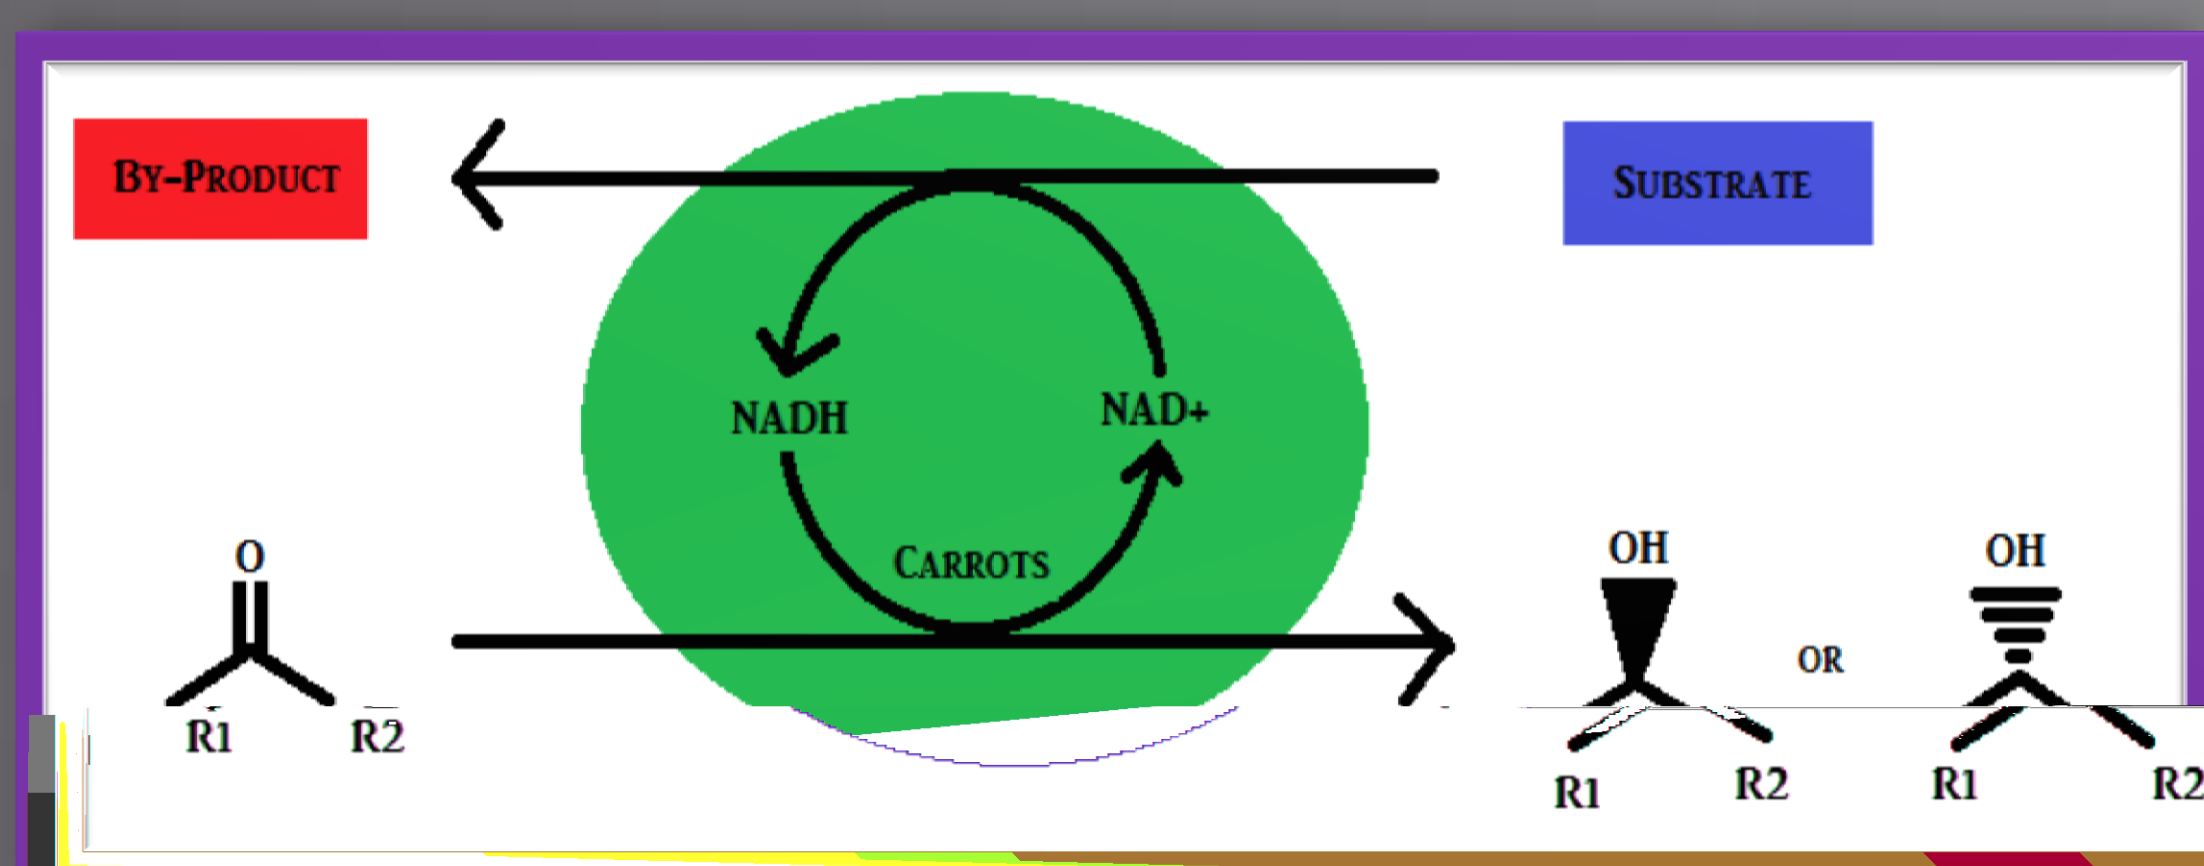 BY-PRODUCT
SUBSTRATE
NADH
NAD+
CARROTS
O
R1
R2
OH
OH
OR
R1
R2
R1
R2